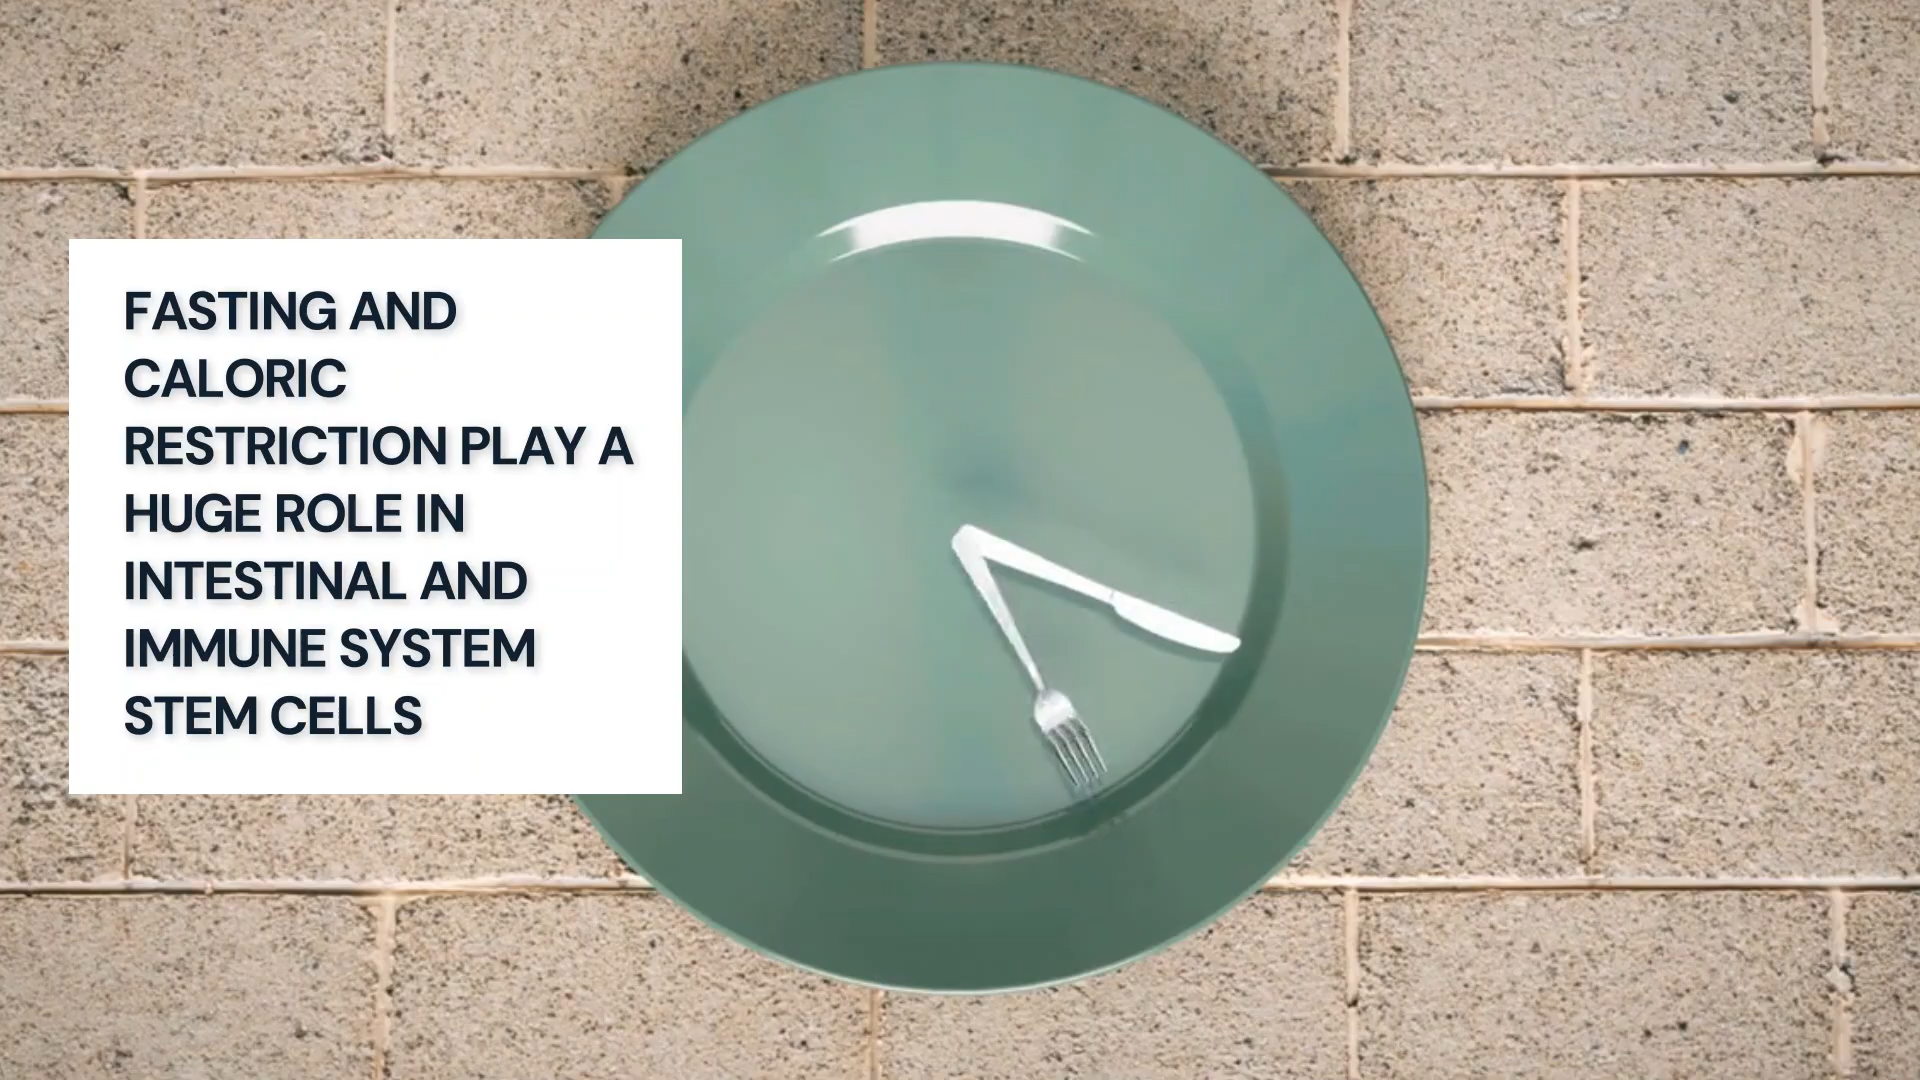 FASTING AND
CALORIC
RESTRICTION PLAY A
HUGE ROLE IN
INTESTINAL AND
IMMUNE SYSTEM
STEM CELLS